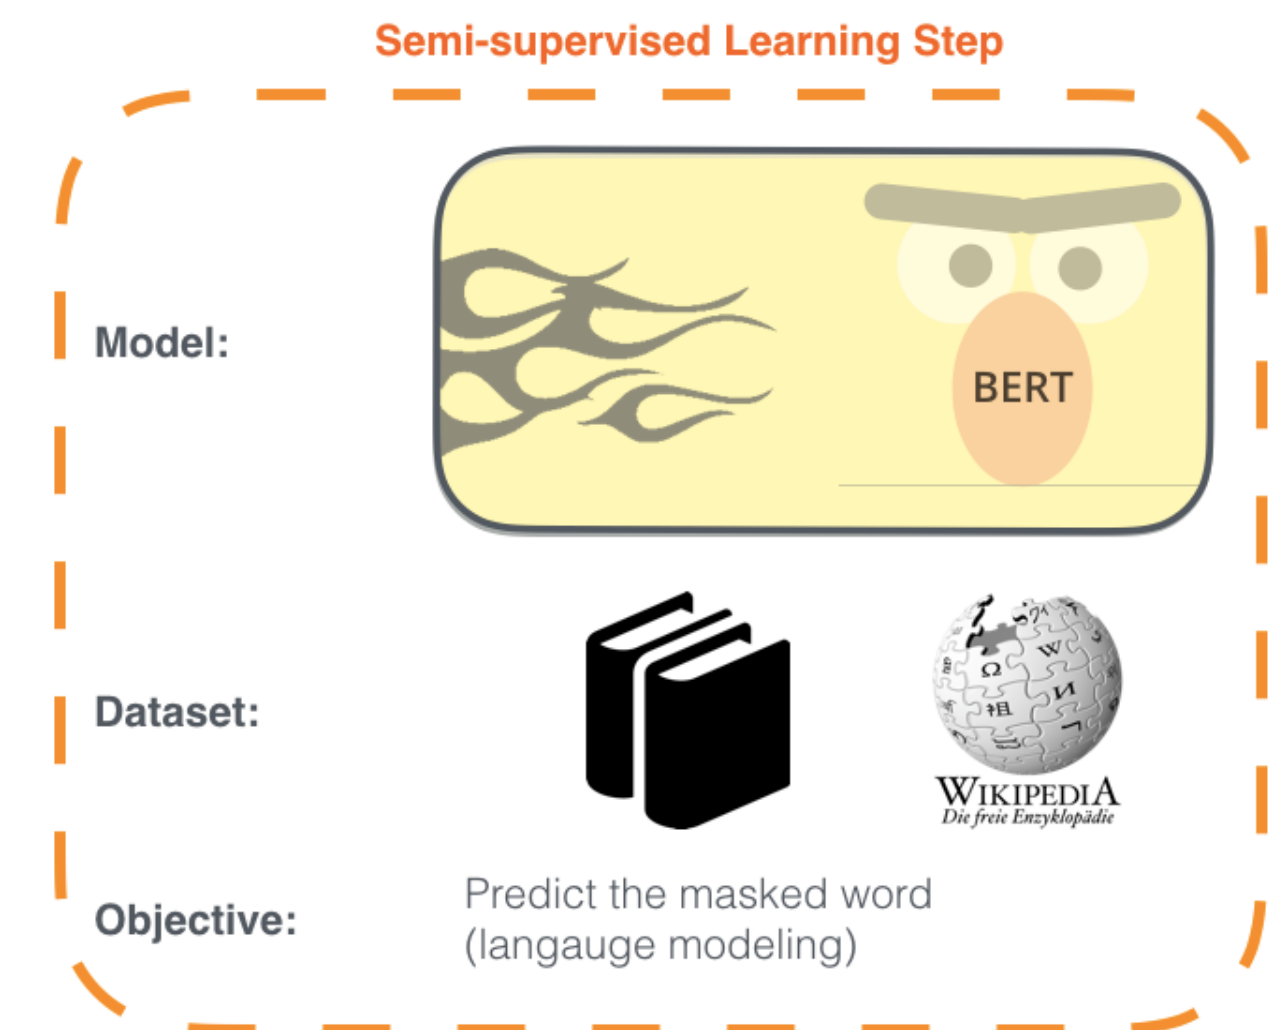 Semi-supervised Learning Step
Model:
BERT
Dataset:
WIKIPEDIA
Die freie Enzyklopädie
Objective:
Predict the masked word
(langauge modeling)